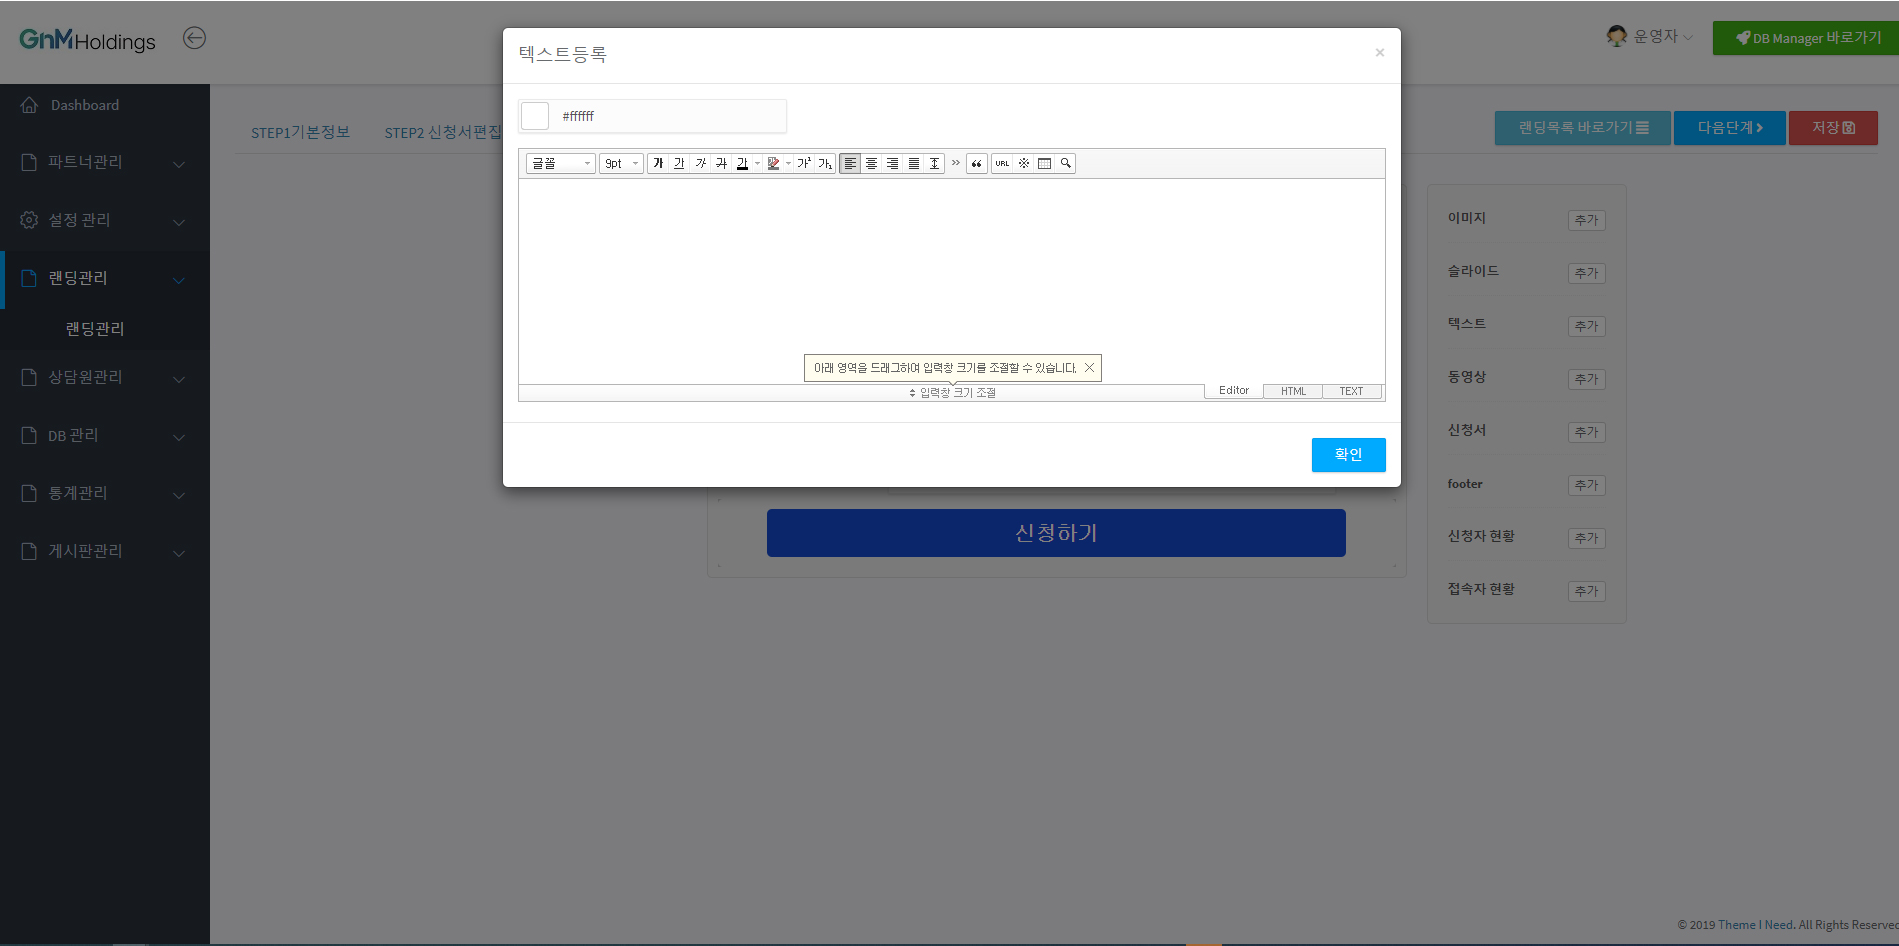 GnMHoldings
운영자
DB Manager 바로가기
Dashboard
파트너관리
설정 관리
랜딩관리
랜딩관리
상담원관리
DB 관리
통계관리
게시판관리
STEP1기본정보
STEP2 신청서편집
랜딩목록 바로가기
다음단계
저장
텍스트등록
×
#ffffff
글꼴
9pt
가 가 가 가 가 가¹ 가₁
URL
아래 영역을 드래그하여 입력창 크기를 조절할 수 있습니다.
입력창 크기 조절
Editor
HTML
TEXT
확인
신청하기
이미지 추가
슬라이드 추가
텍스트 추가
동영상 추가
신청서 추가
footer 추가
신청자 현황 추가
접속자 현황 추가
© 2019 Theme I Need. All Rights Reserved